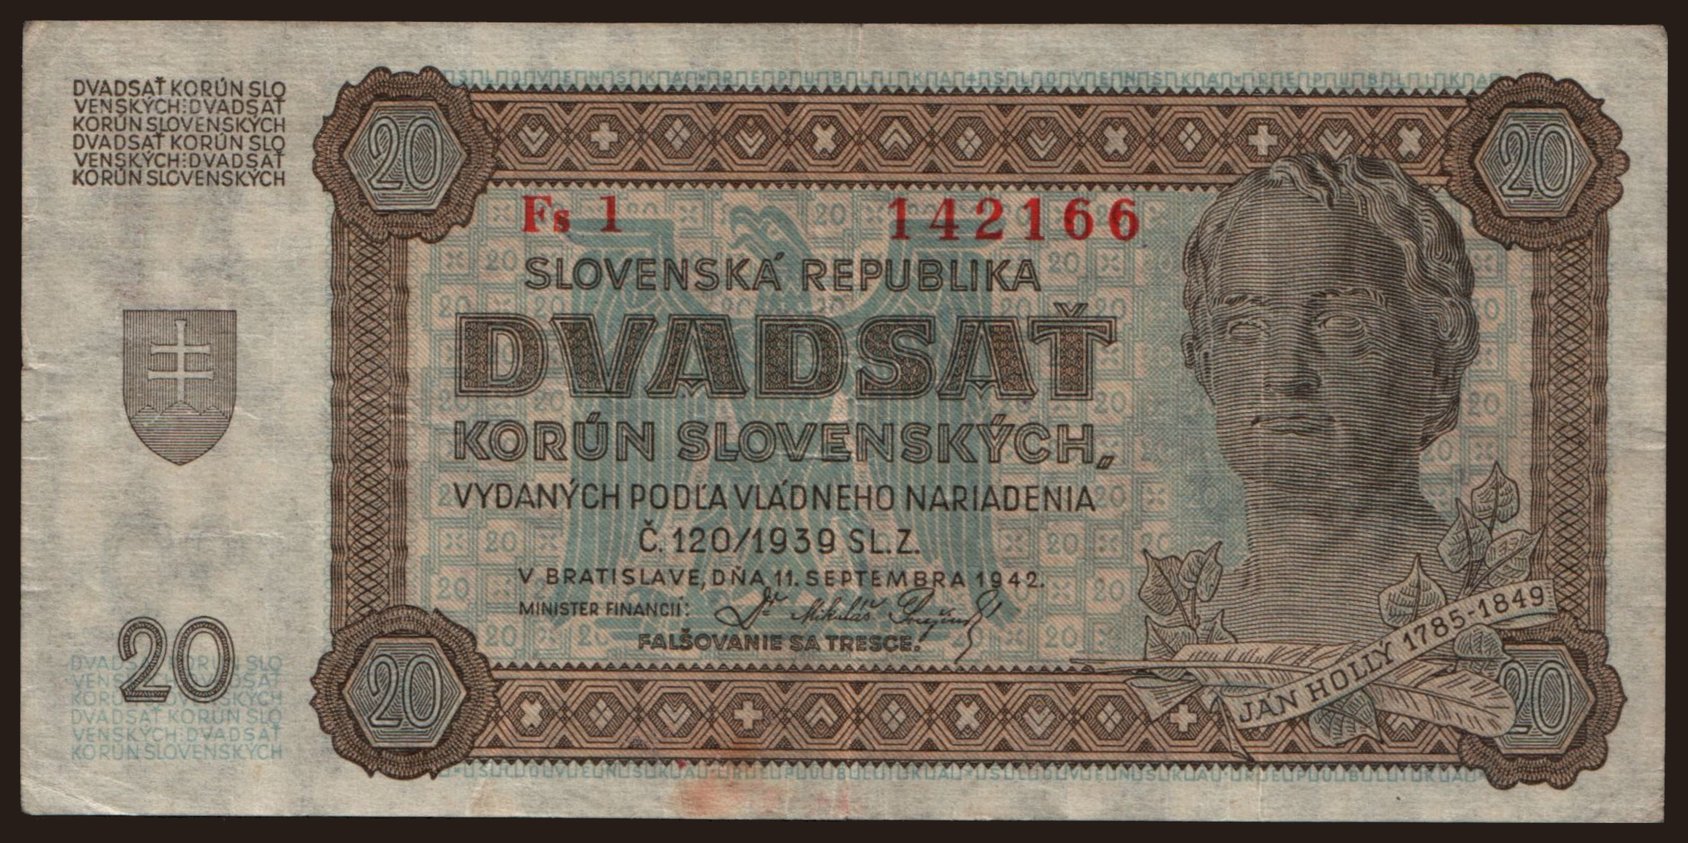 DVADSAŤ KORÚN SLO
VENSKÝCH:DVADSAŤ
KORÚN SLOVENSKÝCH
DVADSAŤ KORÚN SLO
VENSKÝCH:DVADSAŤ
KORÚN SLOVENSKÝCH
20
20
Fs 1 142166
SLOVENSKÁ REPUBLIKA
DVADSAŤ
KORÚN SLOVENSKÝCH,
VYDANÝCH PODĽA VLÁDNEHO NARIADENIA
Č. 120/1939 SL.Z.
V BRATISLAVE, DŇA 11. SEPTEMBRA 1942.
MINISTER FINANCIÍ:
FALŠOVANIE SA TRESCE.
JÁN HOLLÝ 1785-1849
20
DVADSAŤ KORÚN SLO
VENSKÝCH:DVADSAŤ
KORÚN SLOVENSKÝCH
DVADSAŤ KORÚN SLO
VENSKÝCH:DVADSAŤ
KORÚN SLOVENSKÝCH
20
20